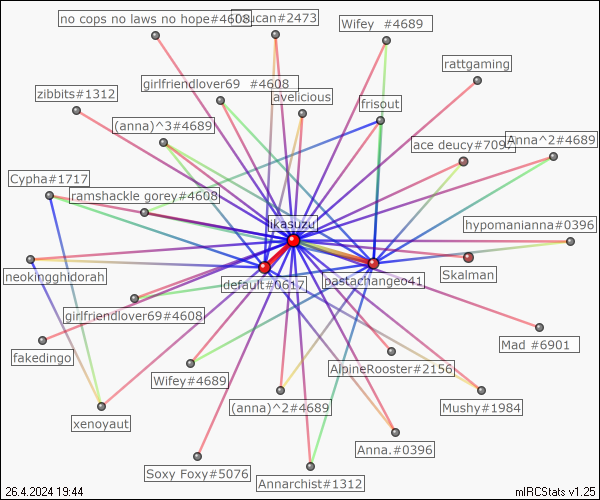 no cops no laws no hope#4608
toucan#2473
Wifey  #4689
rattgaming
girlfriendlover69  #4608
zibbits#1312
avelicious
frisout
(anna)^3#4689
ace deucy#7097
Anna^2#4689
Cypha#1717
ramshackle gorey#4608
ikasuzu
hypomanianna#0396
neokingghidorah
default#0617
pastachangeo41
Skalman
girlfriendlover69#4608
fakedingo
Mad #6901
AlpineRooster#2156
Wifey#4689
(anna)^2#4689
Mushy#1984
xenoyaut
Anna.#0396
Soxy Foxy#5076
Annarchist#1312
26.4.2024 19:44
mIRCStats v1.25